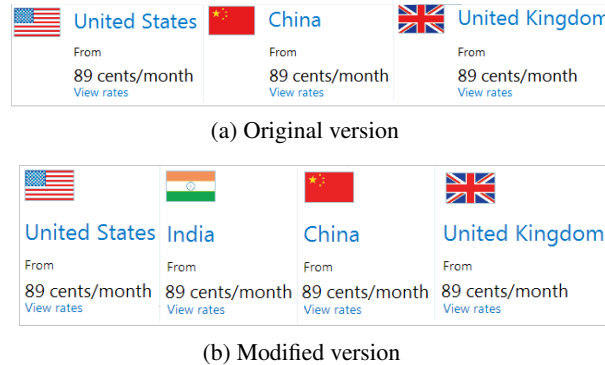 United States China United Kingdom
From From From
89 cents/month 89 cents/month 89 cents/month
View rates View rates View rates
(a) Original version
United States India China United Kingdom
From From From From
89 cents/month 89 cents/month 89 cents/month 89 cents/month
View rates View rates View rates View rates
(b) Modified version